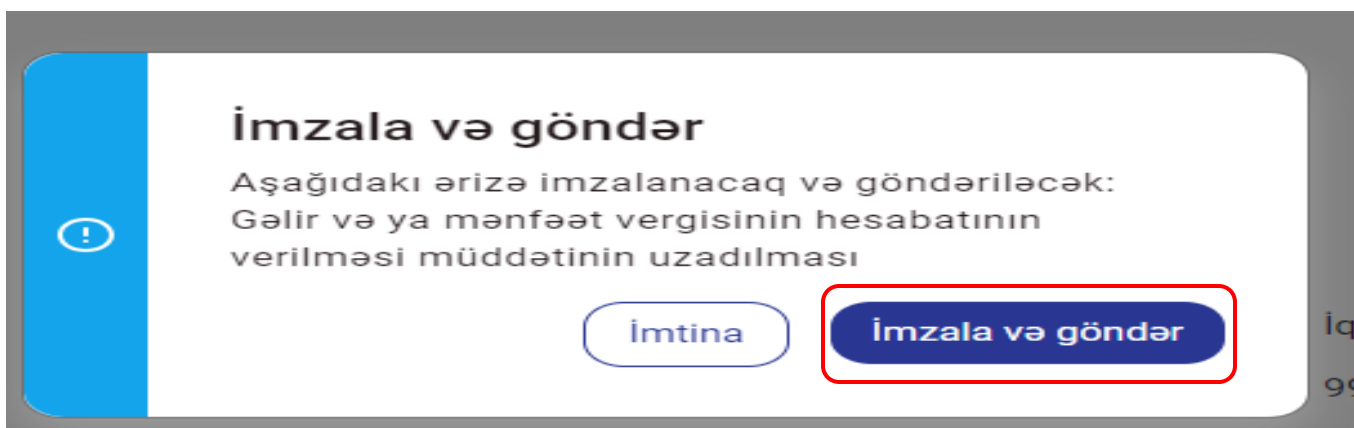 İmzala və göndər
Aşağıdakı ərizə imzalanacaq və göndəriləcək:
Gəlir və ya mənfəət vergisinin hesabatının
verilməsi müddətinin uzadılması
İmtina
İmzala və göndər